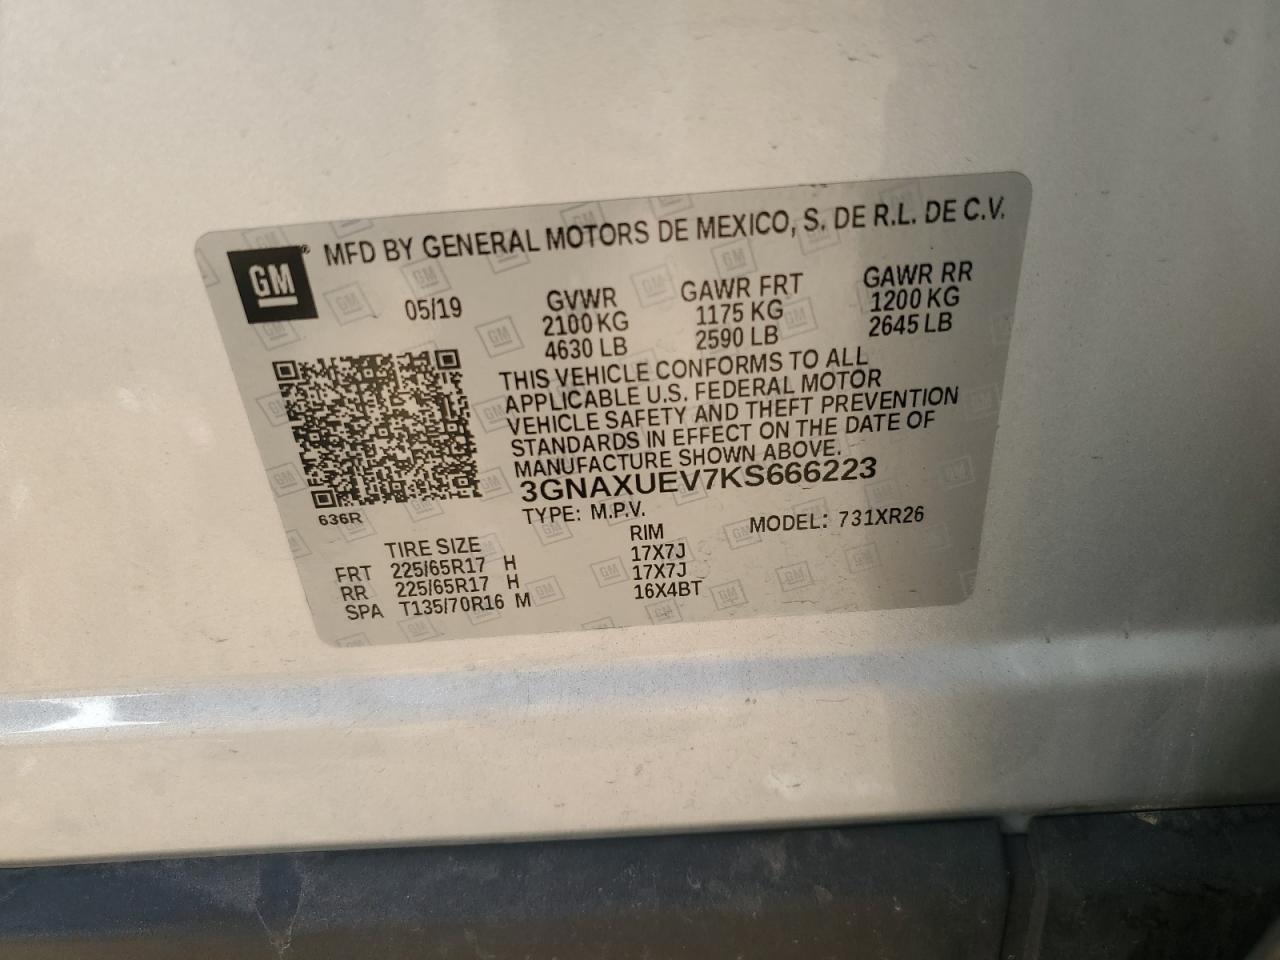 GM ® MFD BY GENERAL MOTORS DE MEXICO, S. DE R.L. DE C.V.
05/19 GVWR GAWR FRT GAWR RR
2100 KG 1175 KG 1200 KG
4630 LB 2590 LB 2645 LB
THIS VEHICLE CONFORMS TO ALL
APPLICABLE U.S. FEDERAL MOTOR
VEHICLE SAFETY AND THEFT PREVENTION
STANDARDS IN EFFECT ON THE DATE OF
MANUFACTURE SHOWN ABOVE.
3GNAXUEV7KS666223
636R
TYPE: M.P.V. MODEL: 731XR26
TIRE SIZE RIM
FRT 225/65R17 H 17X7J
RR 225/65R17 H 17X7J
SPA T135/70R16 M 16X4BT